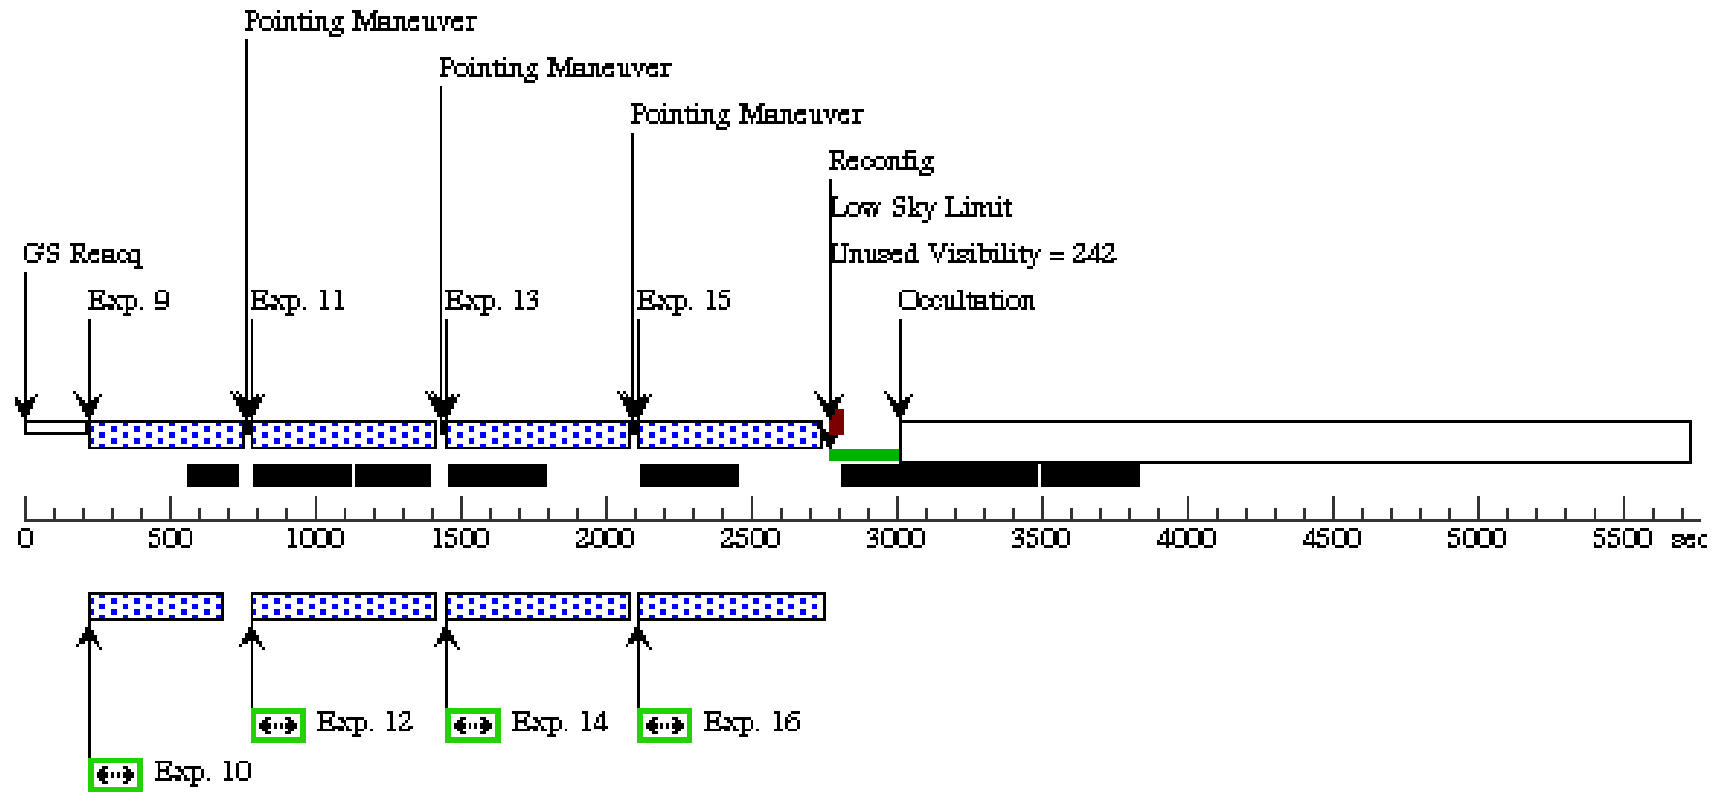 Pointing Maneuver
Pointing Maneuver
Pointing Maneuver
Reconfig
Low Sky Limit
GS Reacq
Unused Visibility = 242
Exp. 9
Exp. 11
Exp. 13
Exp. 15
Occultation
0 500 1000 1500 2000 2500 3000 3500 4000 4500 5000 5500 sec
Exp. 12
Exp. 14
Exp. 16
Exp. 10